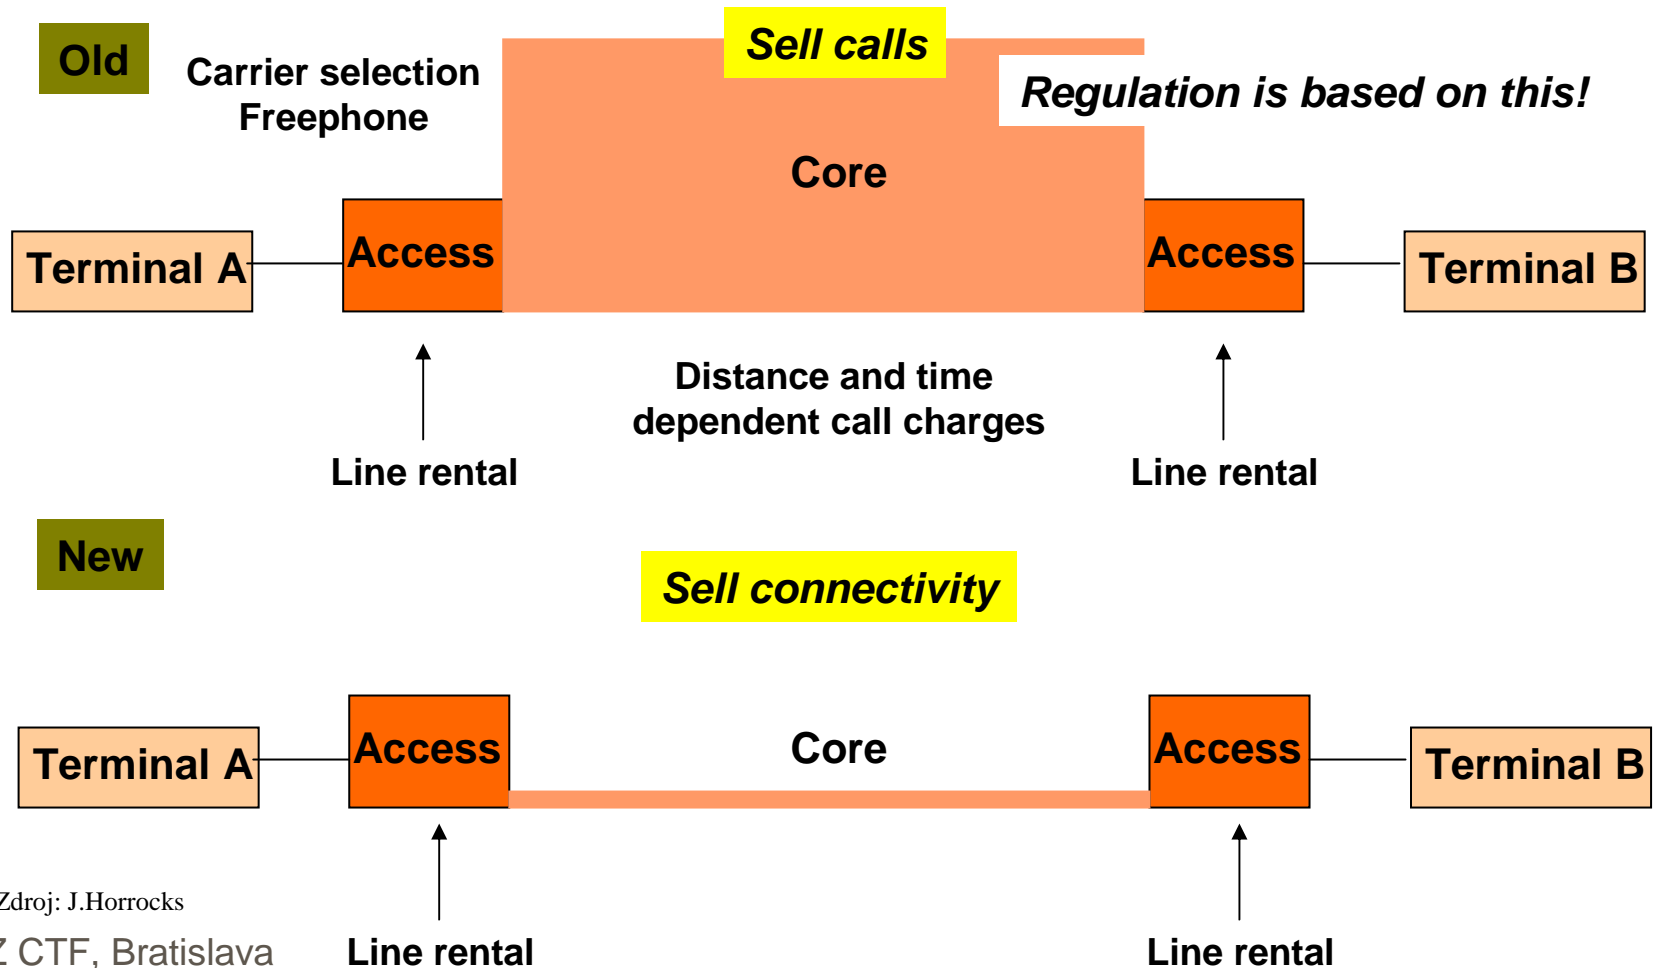 Old
Carrier selection
Freephone
Sell calls
Regulation is based on this!
Core
Terminal A
Access
Access
Terminal B
Distance and time
dependent call charges
Line rental
Line rental
New
Sell connectivity
Terminal A
Access
Core
Access
Terminal B
Zdroj: J.Horrocks
Z CTF, Bratislava
Line rental
Line rental